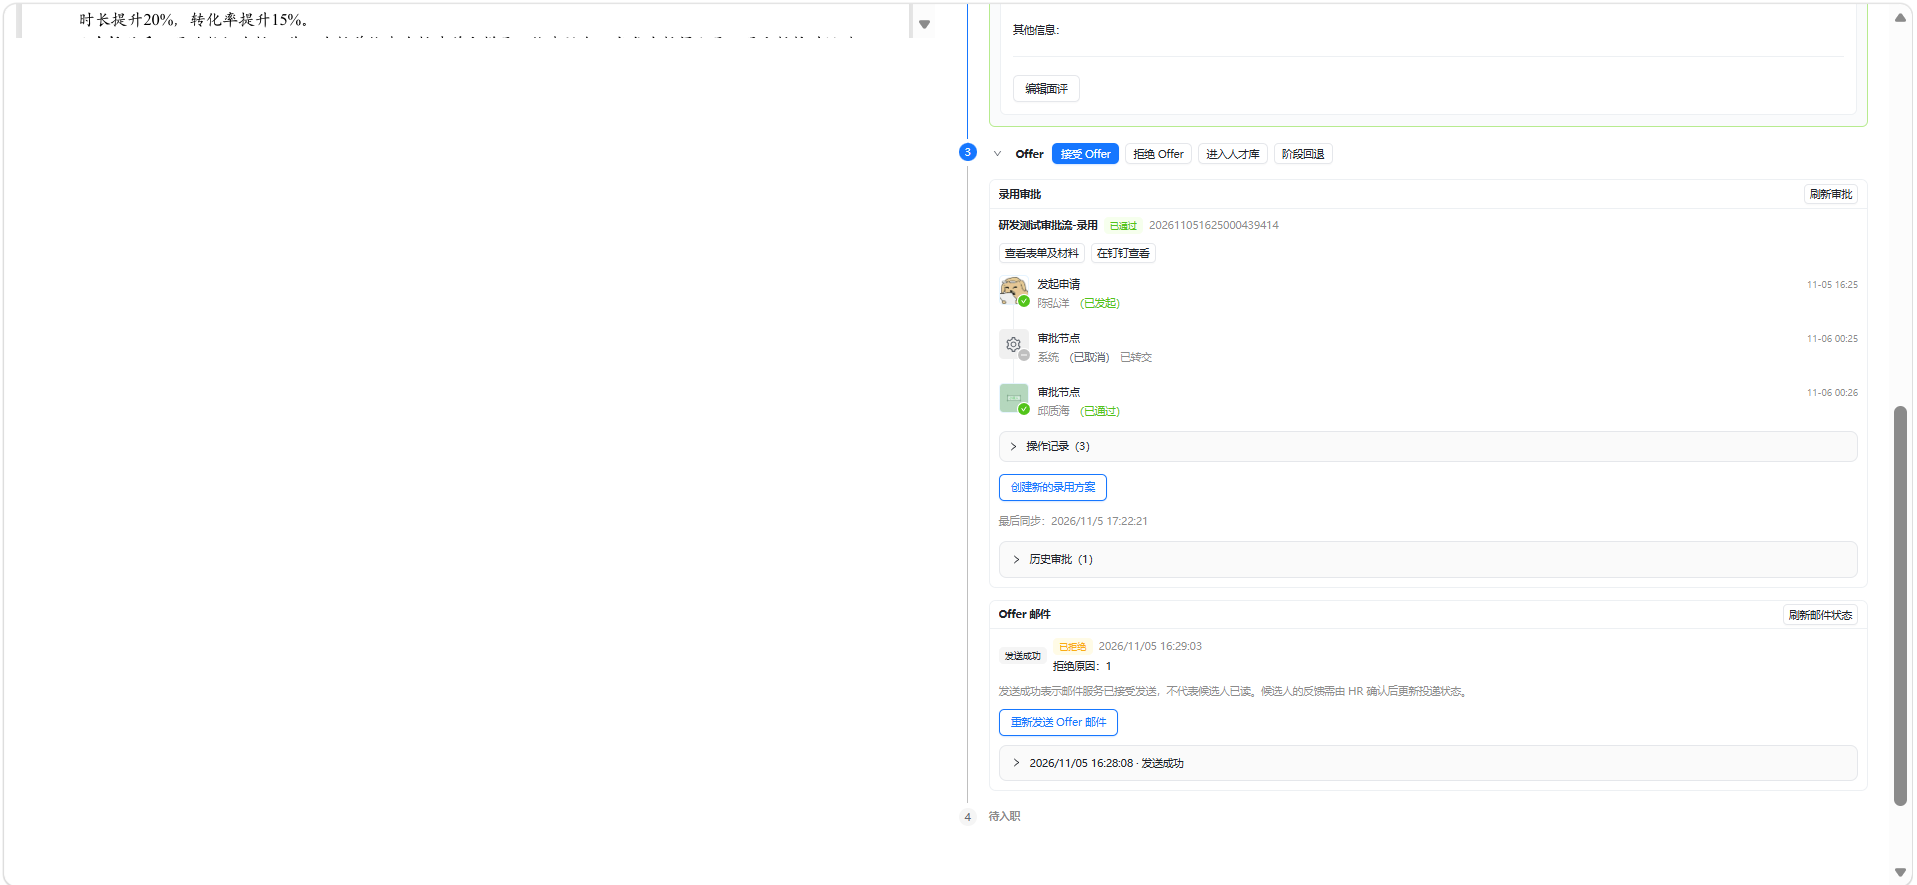 时长提升20%，转化率提升15%。
其他信息:
编辑面评
3 Offer 接受 Offer 拒绝 Offer 进入人才库 阶段回退
录用审批 刷新审批
研发测试审批流-录用 已通过 202611051625000439414
查看表单及材料 在钉钉查看
发起申请 11-05 16:25
陈弘洋 (已发起)
审批节点 11-06 00:25
系统 (已取消) 已转交
审批节点 11-06 00:26
邱质海 (已通过)
操作记录 (3)
创建新的录用方案
最后同步: 2026/11/5 17:22:21
历史审批 (1)
Offer 邮件 刷新邮件状态
发送成功 已拒绝 2026/11/05 16:29:03
拒绝原因: 1
发送成功表示邮件服务已接受发送，不代表候选人已读。候选人的反馈需由 HR 确认后更新投递状态。
重新发送 Offer 邮件
2026/11/05 16:28:08 · 发送成功
4 待入职